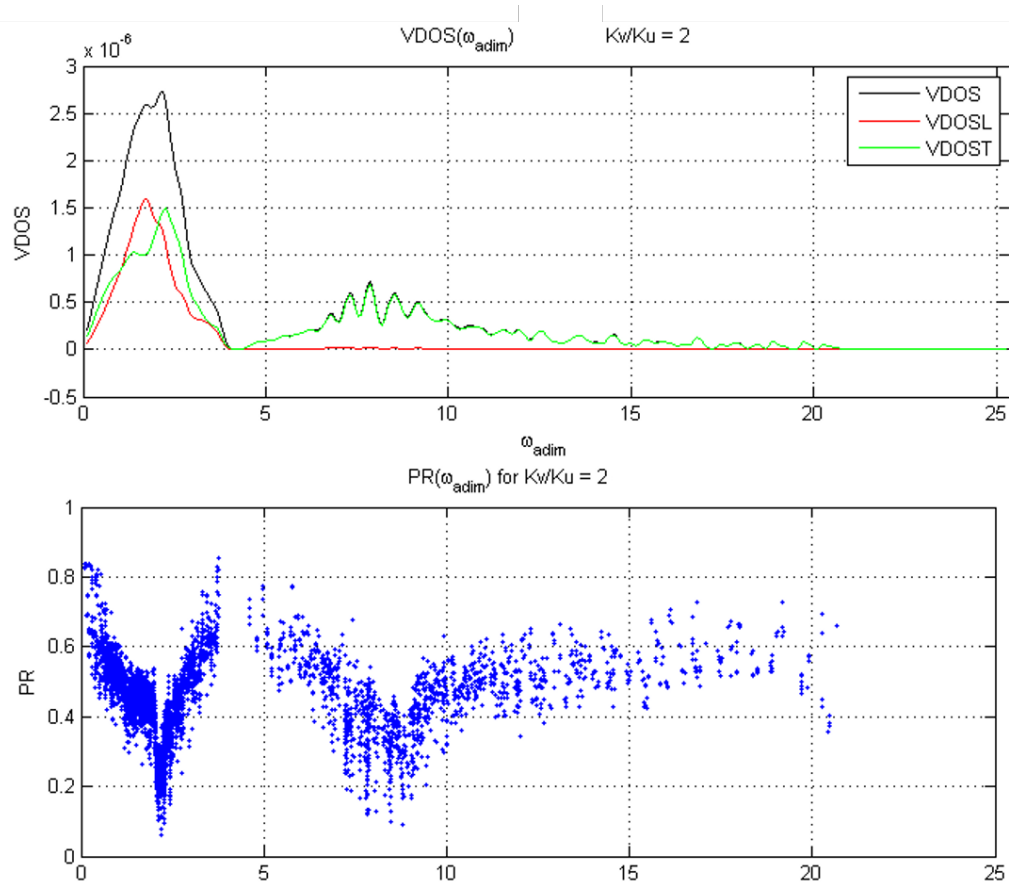 VDOS(ω_adim) Kv/Ku = 2
x 10^-6
3
2.5
2
1.5
1
0.5
0
-0.5
VDOS
VDOS
VDOSL
VDOST
0 5 10 15 20 25
ω_adim
PR(ω_adim) for Kv/Ku = 2
1
0.8
0.6
0.4
0.2
0
PR
0 5 10 15 20 25